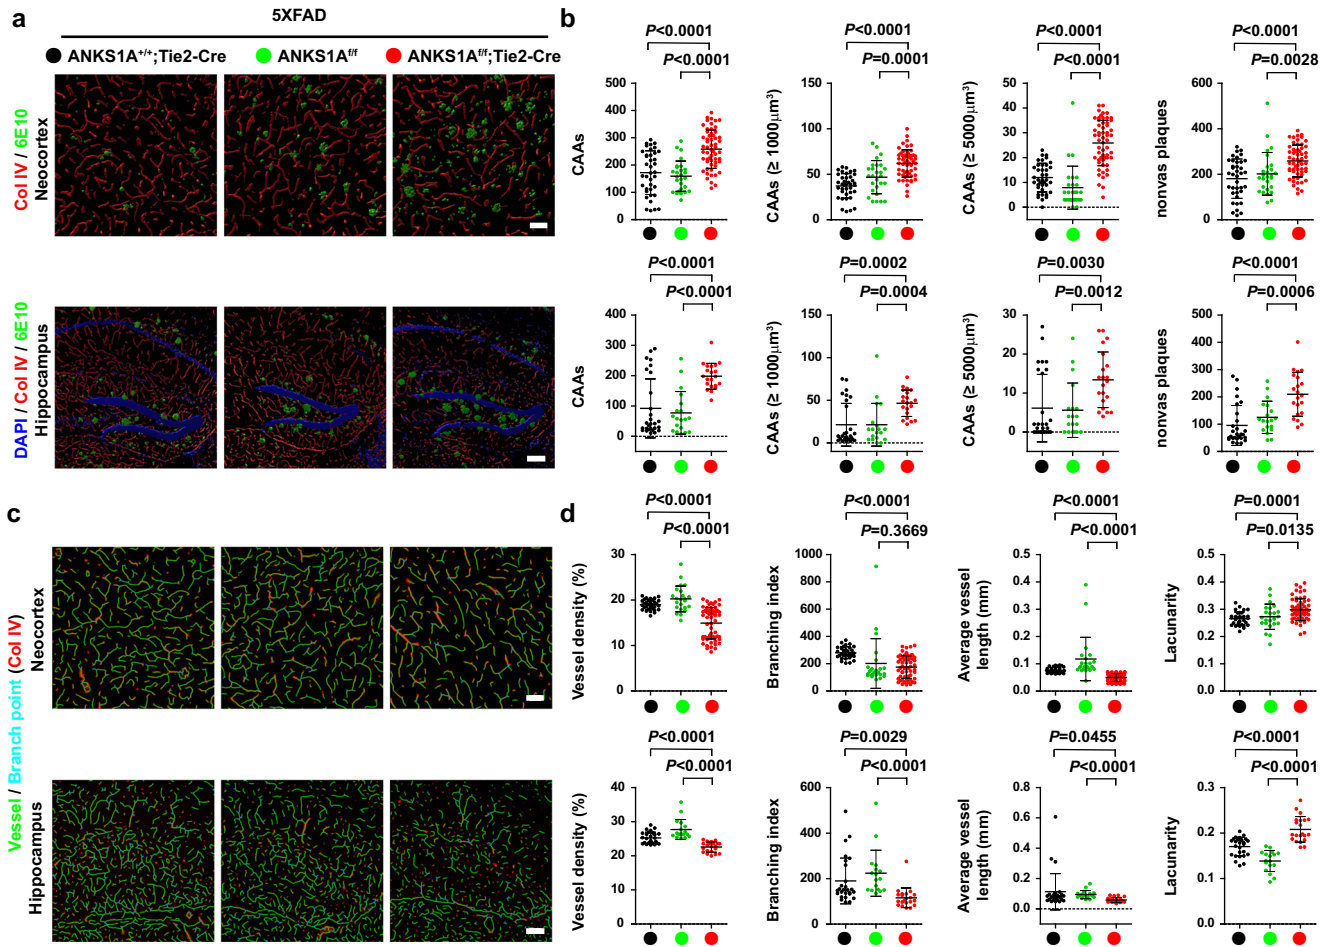 a
5XFAD
ANKS1A+/+;Tie2-Cre
ANKS1Af/f
ANKS1Af/f;Tie2-Cre
Col IV / 6E10
Neocortex
DAPI / Col IV / 6E10
Hippocampus
b
P<0.0001
P<0.0001
CAAs
500
400
300
200
100
0
P<0.0001
P=0.0001
CAAs (≥ 1000μm³)
150
100
50
0
P<0.0001
P<0.0001
CAAs (≥ 5000μm³)
50
40
30
20
10
0
P<0.0001
P=0.0028
nonvas plaques
600
400
200
0
P<0.0001
P<0.0001
CAAs
400
300
200
100
0
P=0.0002
P=0.0004
CAAs (≥ 1000μm³)
150
100
50
0
P=0.0030
P=0.0012
CAAs (≥ 5000μm³)
30
20
10
0
P<0.0001
P=0.0006
nonvas plaques
500
400
300
200
100
0
c
Vessel / Branch point (Col IV)
Neocortex
Hippocampus
d
P<0.0001
P<0.0001
Vessel density (%)
30
20
10
0
P<0.0001
P=0.3669
Branching index
1000
800
600
400
200
0
P<0.0001
P<0.0001
Average vessel
length (mm)
0.5
0.4
0.3
0.2
0.1
0.0
P=0.0001
P=0.0135
Lacunarity
0.5
0.4
0.3
0.2
0.1
0.0
P<0.0001
P<0.0001
Vessel density (%)
40
30
20
10
0
P=0.0029
P<0.0001
Branching index
600
400
200
0
P=0.0455
P<0.0001
Average vessel
length (mm)
0.8
0.6
0.4
0.2
0.0
P<0.0001
P<0.0001
Lacunarity
0.3
0.2
0.1
0.0